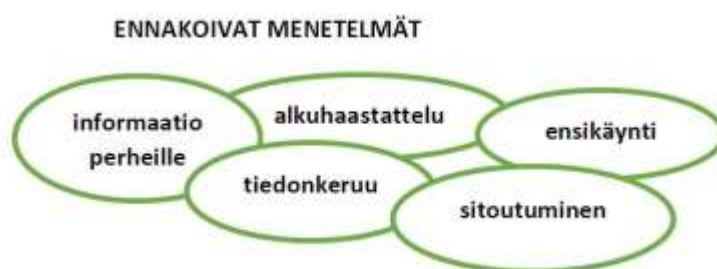 ENNAKOIVAT MENETELMÄT
informaatio
perheille
alkuhaastattelu
ensikäynti
tiedonkeruu
sitoutuminen